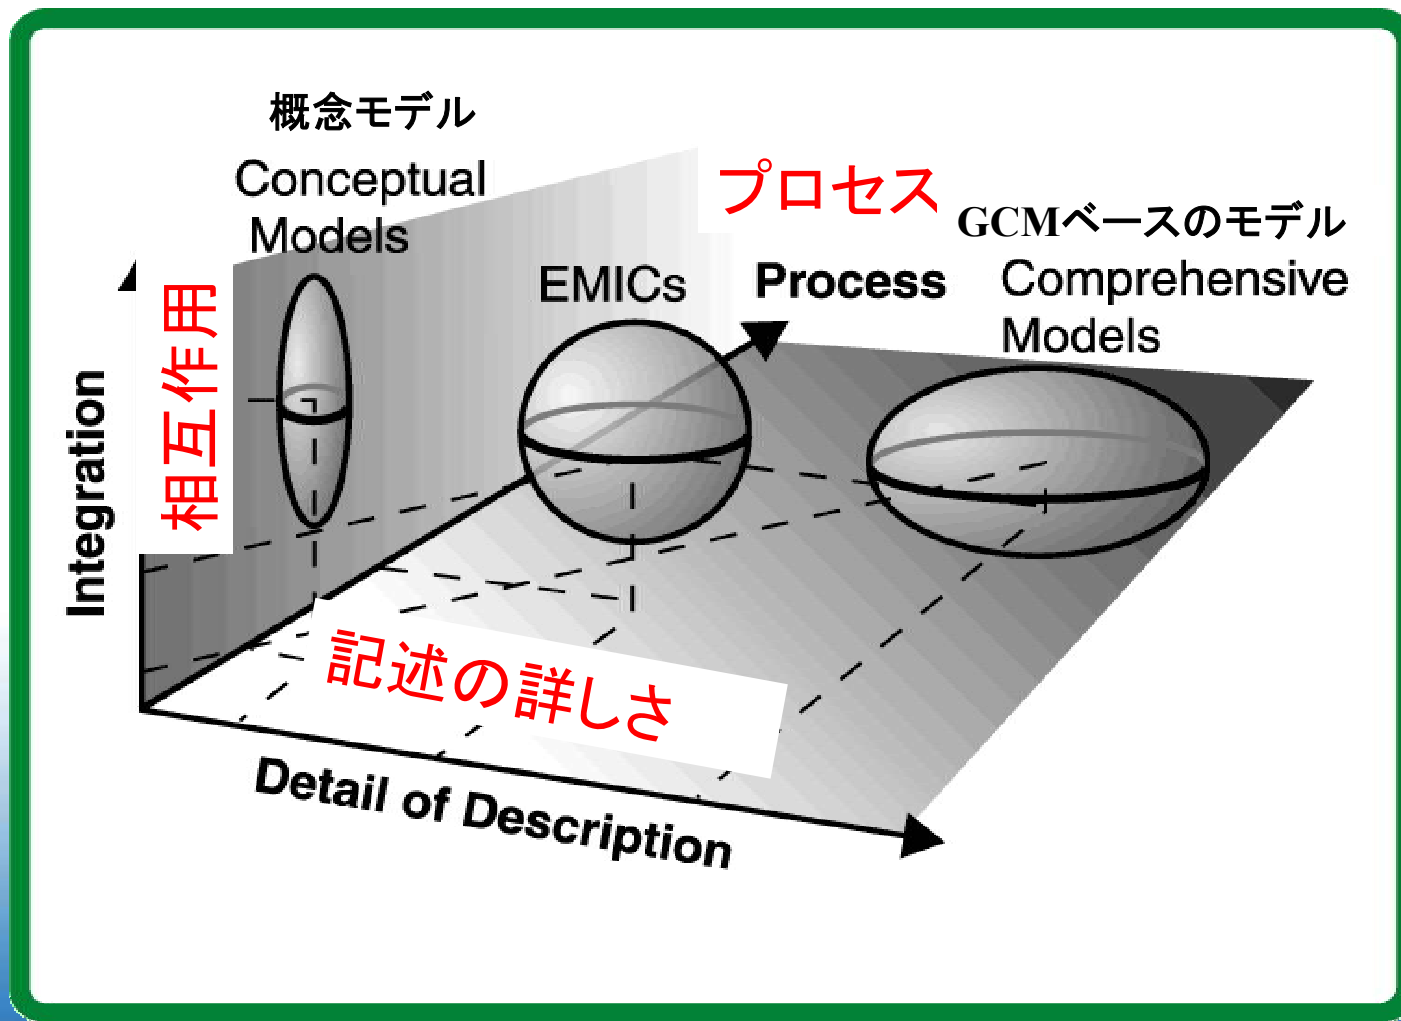 概念モデル
Conceptual
Models
プロセス
GCMベースのモデル
EMICs
Process
Comprehensive
Models
相互作用
Integration
記述の詳しさ
Detail of Description